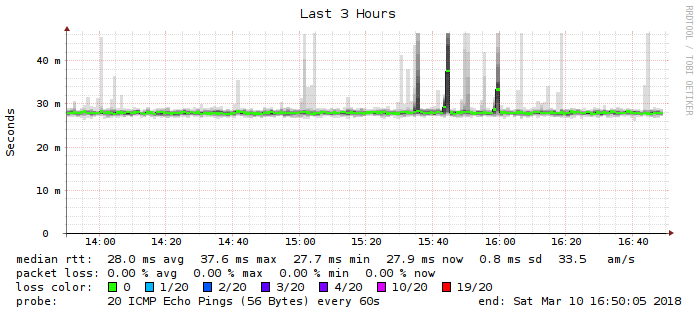 Last 3 Hours
RRDTOOL / TOBI OETIKER
Seconds
40 m
30 m
20 m
10 m
0
14:00 14:20 14:40 15:00 15:20 15:40 16:00 16:20 16:40
median rtt: 28.0 ms avg 37.6 ms max 27.7 ms min 27.9 ms now 0.8 ms sd 33.5 am/s
packet loss: 0.00 % avg 0.00 % max 0.00 % min 0.00 % now
loss color: 0 1/20 2/20 3/20 4/20 10/20 19/20
probe: 20 ICMP Echo Pings (56 Bytes) every 60s end: Sat Mar 10 16:50:05 2018